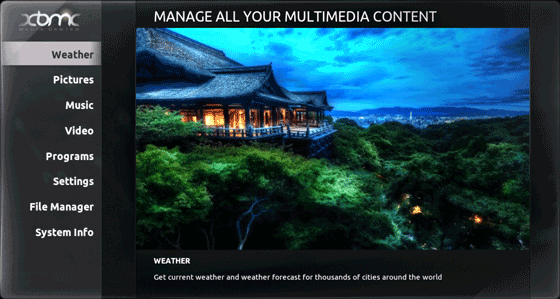 xbmc
MEDIA CENTER
MANAGE ALL YOUR MULTIMEDIA CONTENT
Weather
Pictures
Music
Video
Programs
Settings
File Manager
System Info
WEATHER
Get current weather and weather forecast for thousands of cities around the world